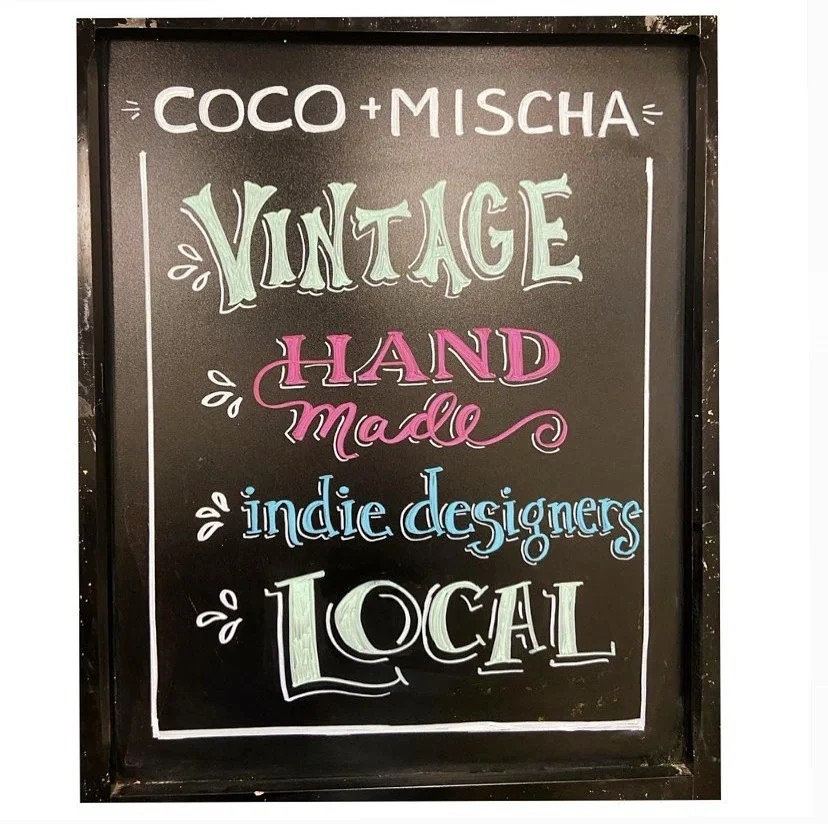 COCO + MISCHA
VINTAGE
HAND
made
indie designers
LOCAL